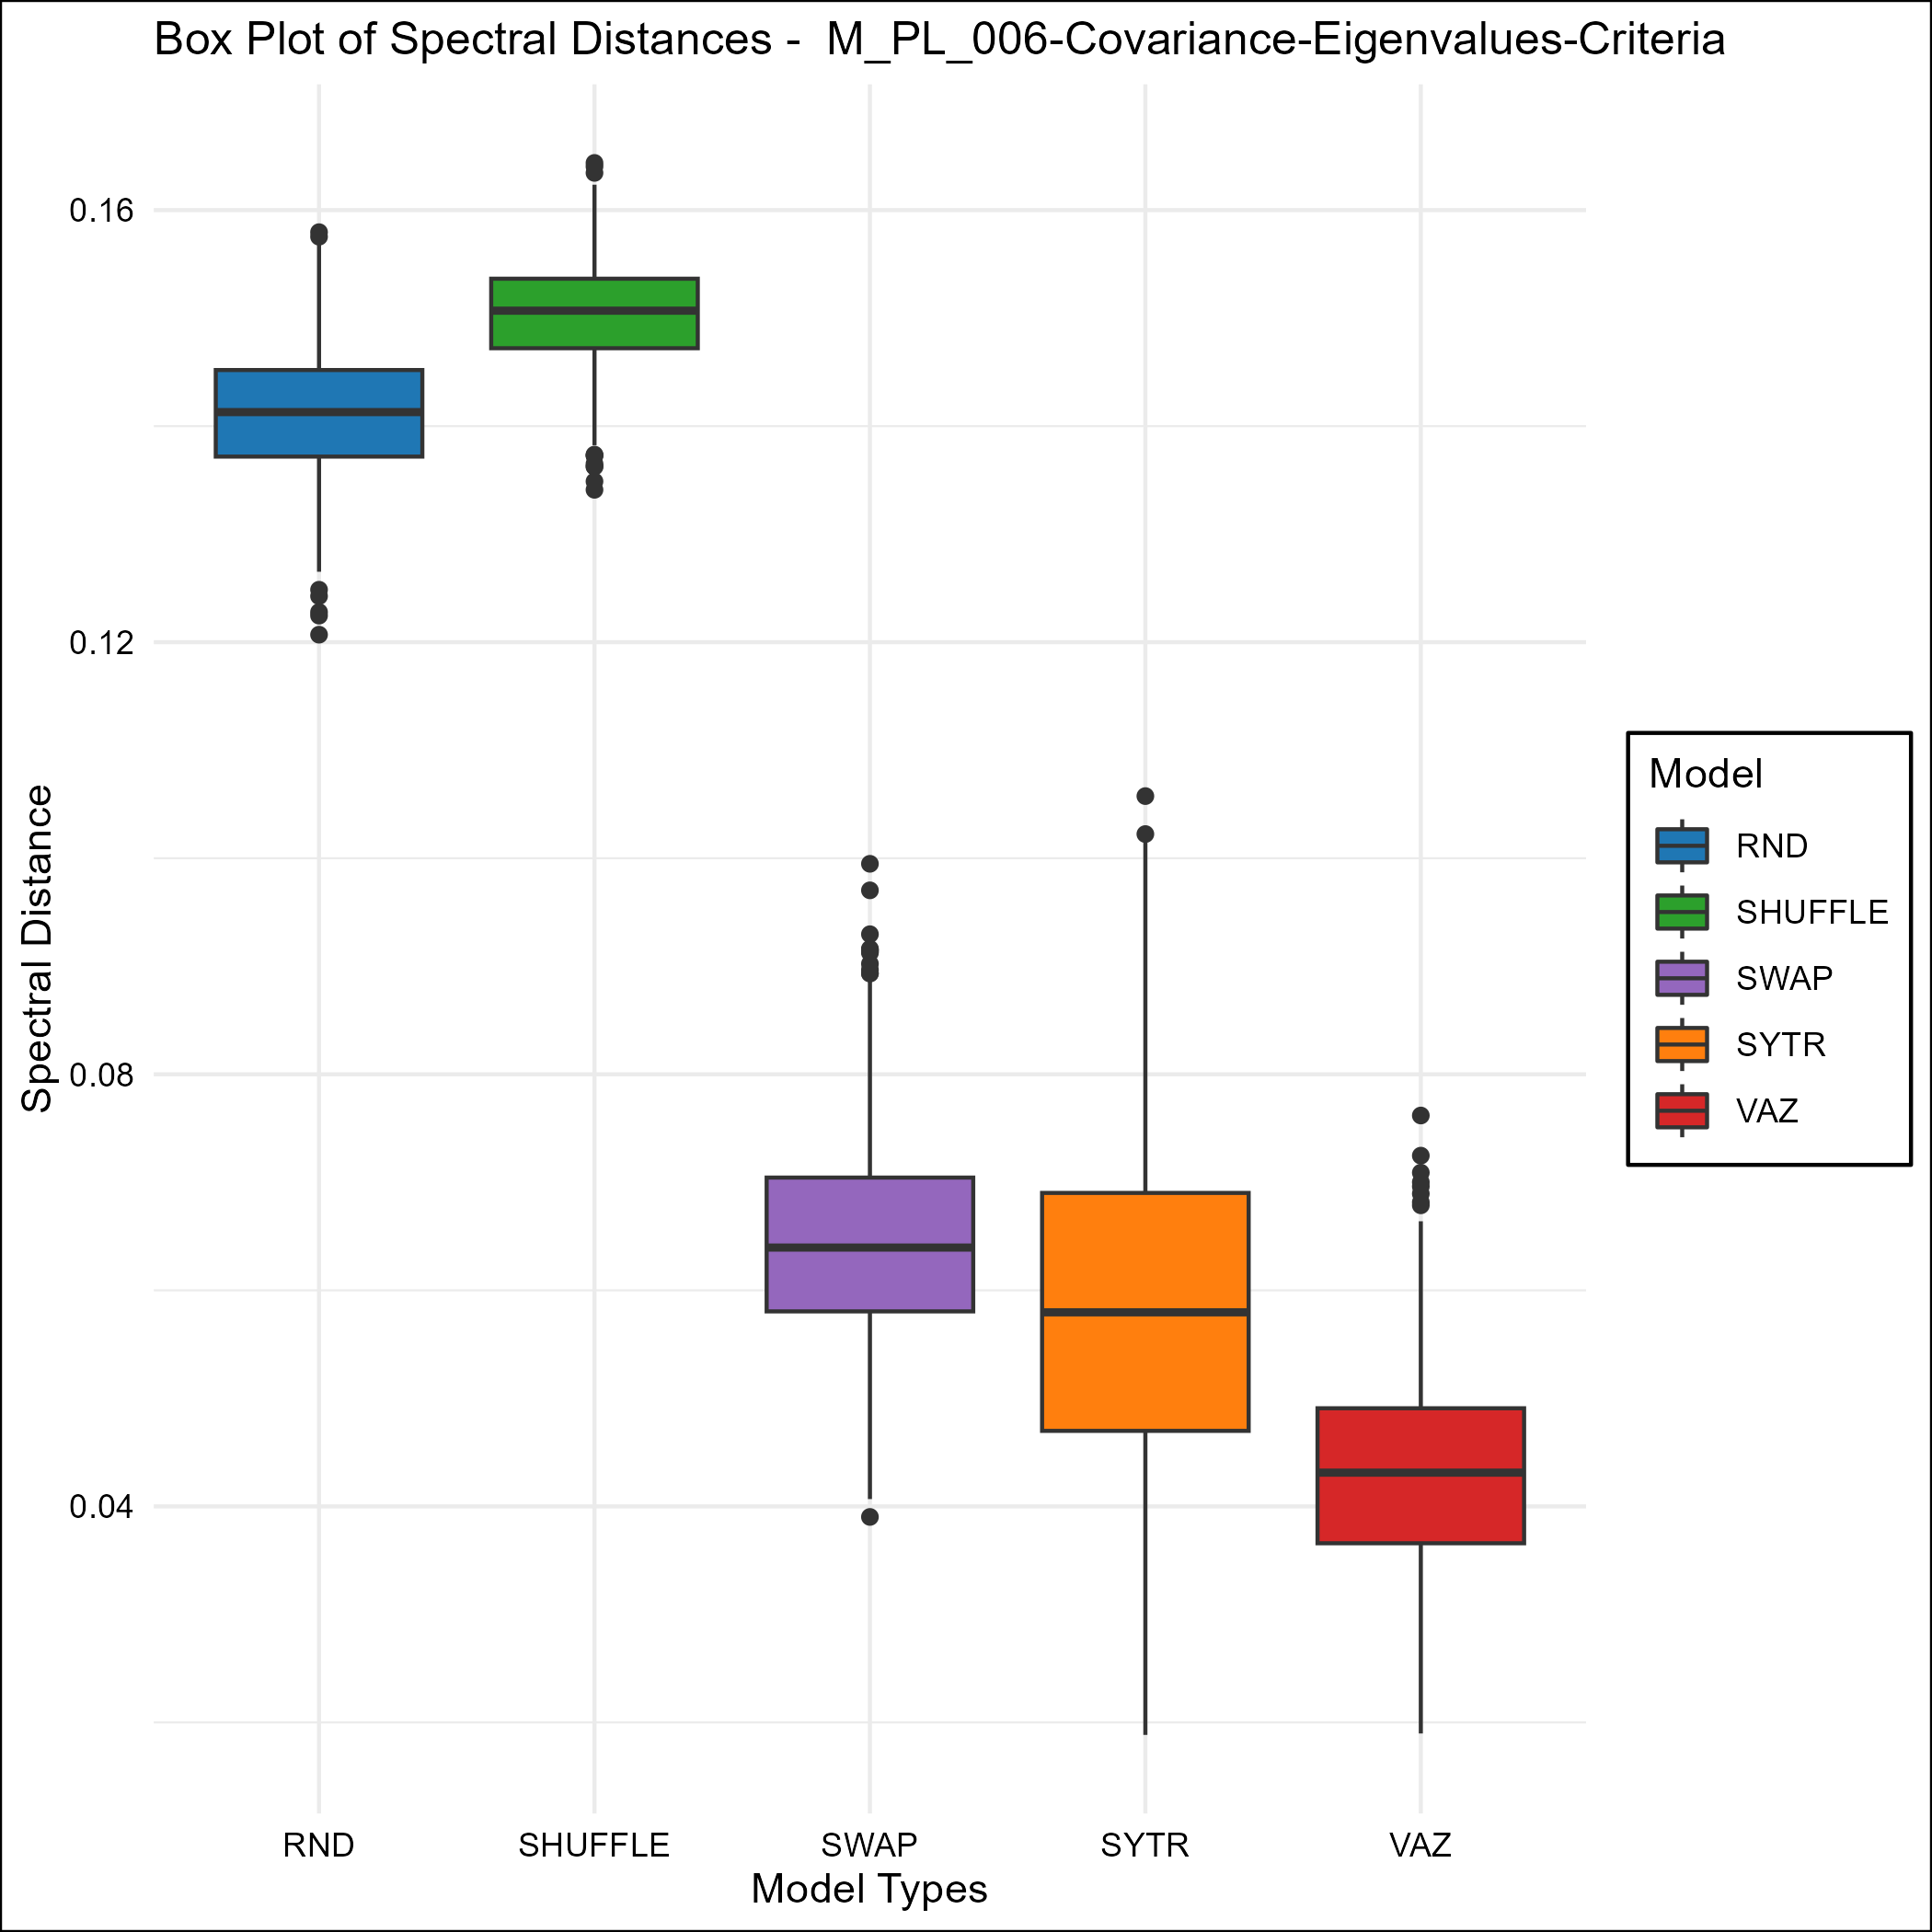 Box Plot of Spectral Distances -  M_PL_006-Covariance-Eigenvalues-Criteria
Spectral Distance
0.16
0.12
0.08
0.04
RND
SHUFFLE
SWAP
SYTR
VAZ
Model Types
Model
RND
SHUFFLE
SWAP
SYTR
VAZ